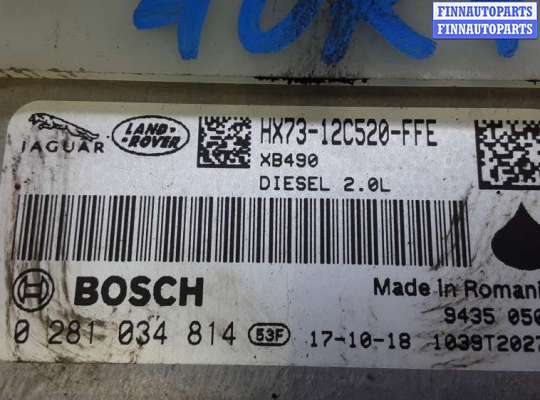 FINNAUTOPARTS
FINNAUTOPARTS
JAGUAR
LAND-
ROVER
HX73-12C520-FFE
XB490
DIESEL 2.0L
BOSCH
Made in Romani
0 281 034 814 53F
17-10-18
9435 050
1039T2027